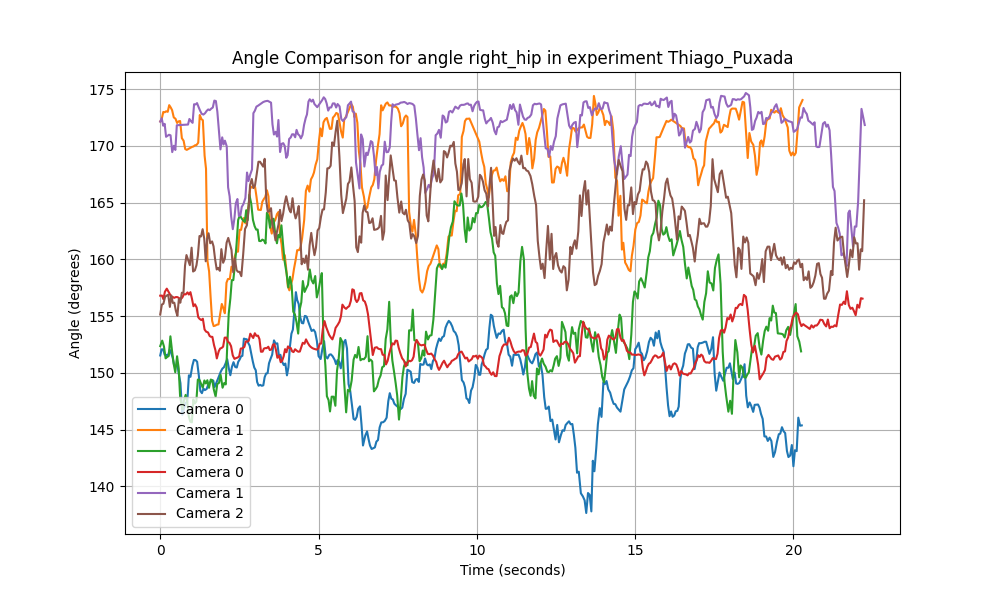 Angle Comparison for angle right_hip in experiment Thiago_Puxada
175
170
165
160
155
150
145
140
Angle (degrees)
Camera 0
Camera 1
Camera 2
Camera 0
Camera 1
Camera 2
0 5 10 15 20
Time (seconds)